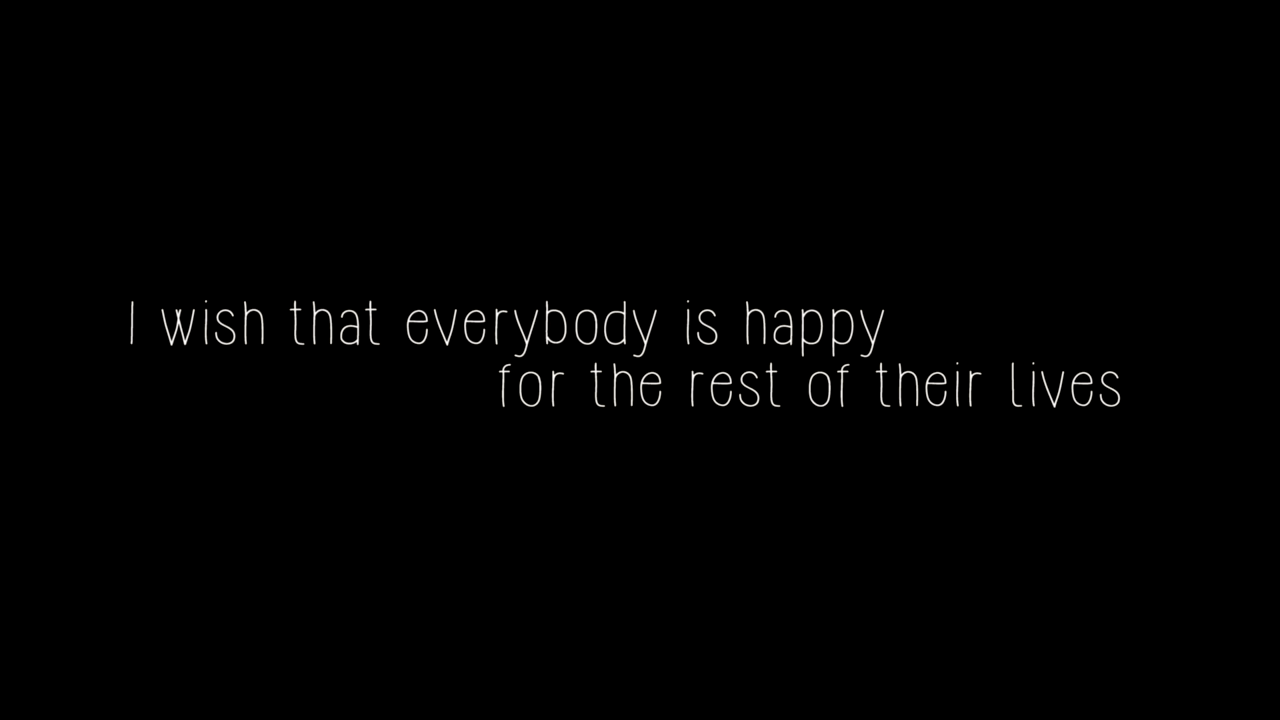 I wish that everybody is happy
for the rest of their lives